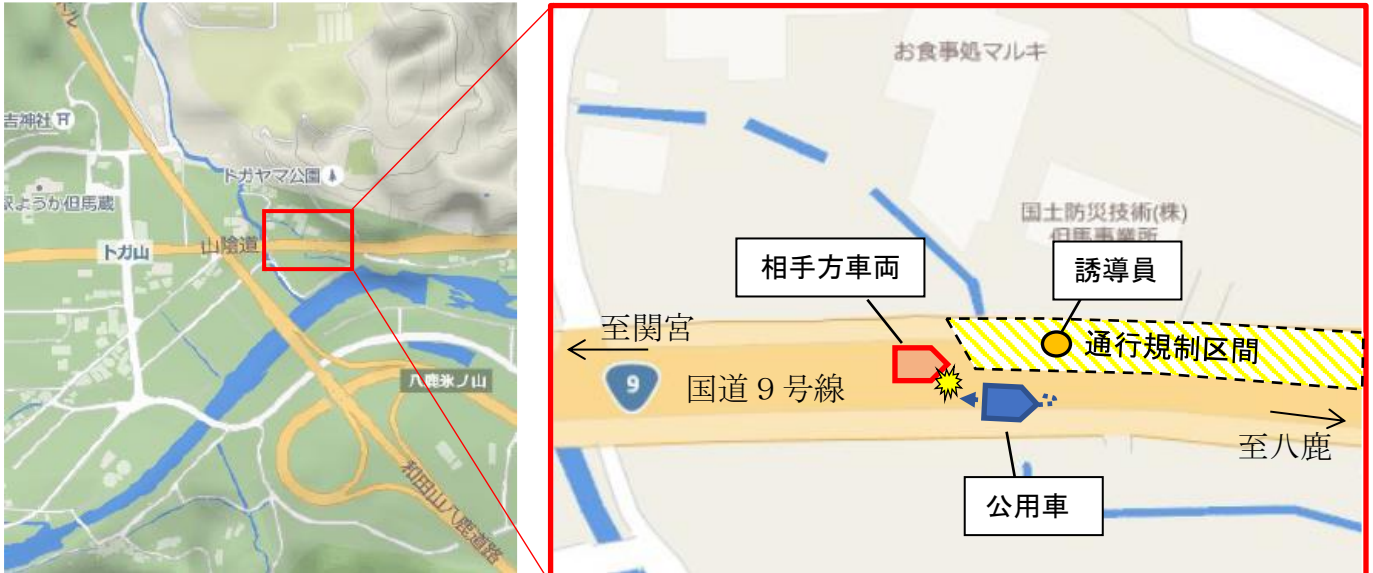 トル
吉神社
トガヤマ公園
駅ようか但馬蔵
トガ山
山陰道
八鹿氷ノ山
和田山八鹿道路
お食事処マルキ
国土防災技術(株)
但馬事業所
相手方車両
誘導員
至関宮
通行規制区間
9
国道９号線
至八鹿
公用車